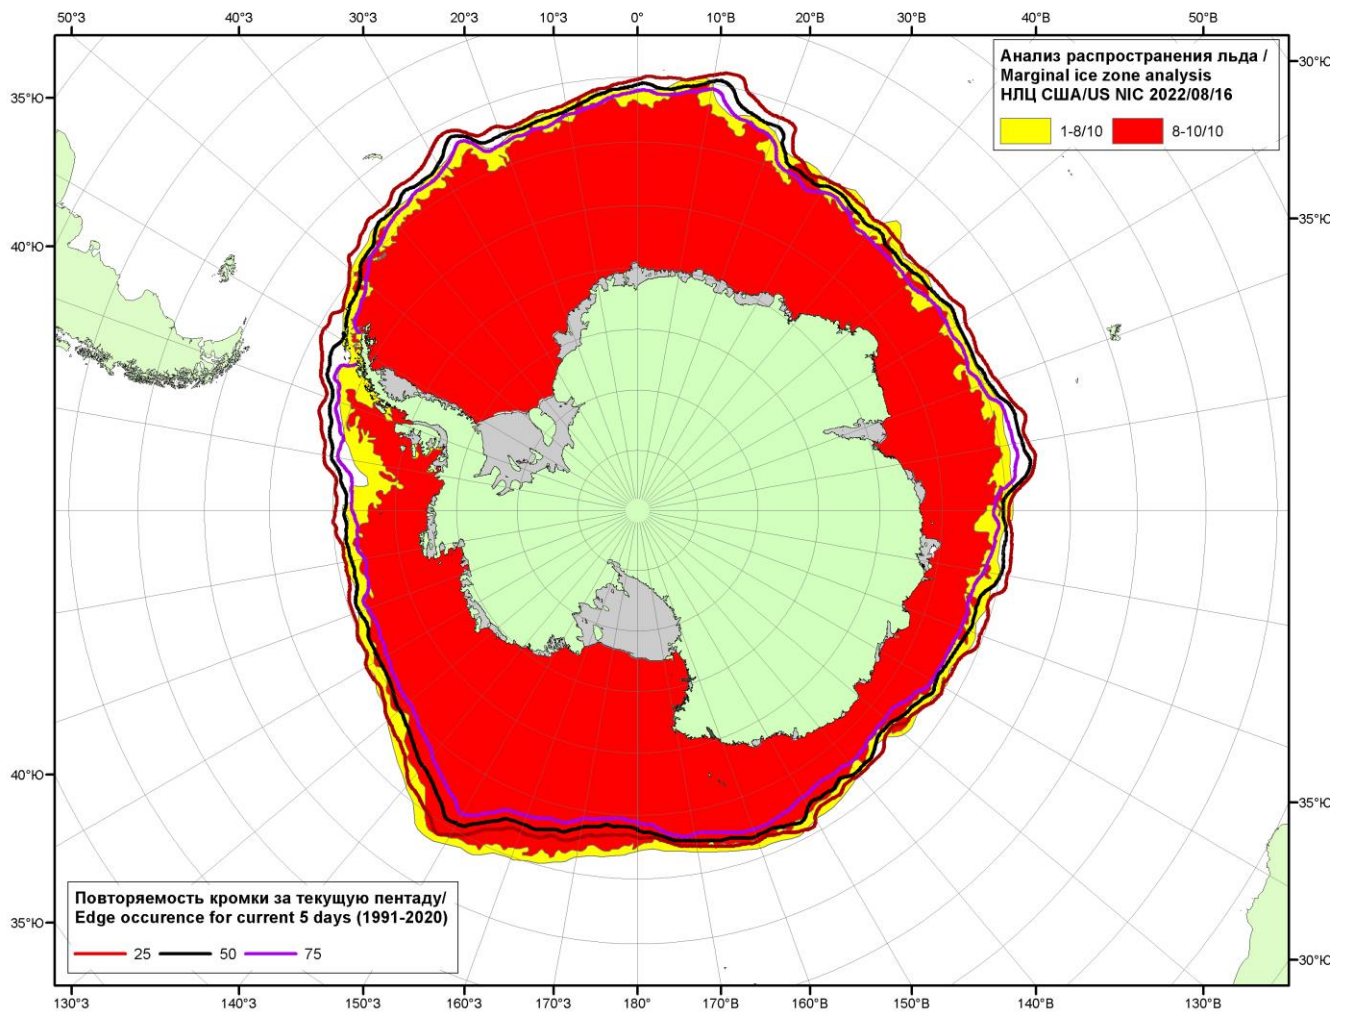 50°З 40°З 30°З 20°З 10°З 0° 10°В 20°В 30°В 40°В 50°В
Анализ распространения льда /
Marginal ice zone analysis
НЛЦ США/US NIC 2022/08/16
1-8/10 8-10/10
30°Ю
35°Ю
35°Ю
40°Ю
40°Ю
35°Ю
35°Ю
30°Ю
Повторяемость кромки за текущую пентаду/
Edge occurence for current 5 days (1991-2020)
25 50 75
130°З 140°З 150°З 160°З 170°З 180° 170°В 160°В 150°В 140°В 130°В